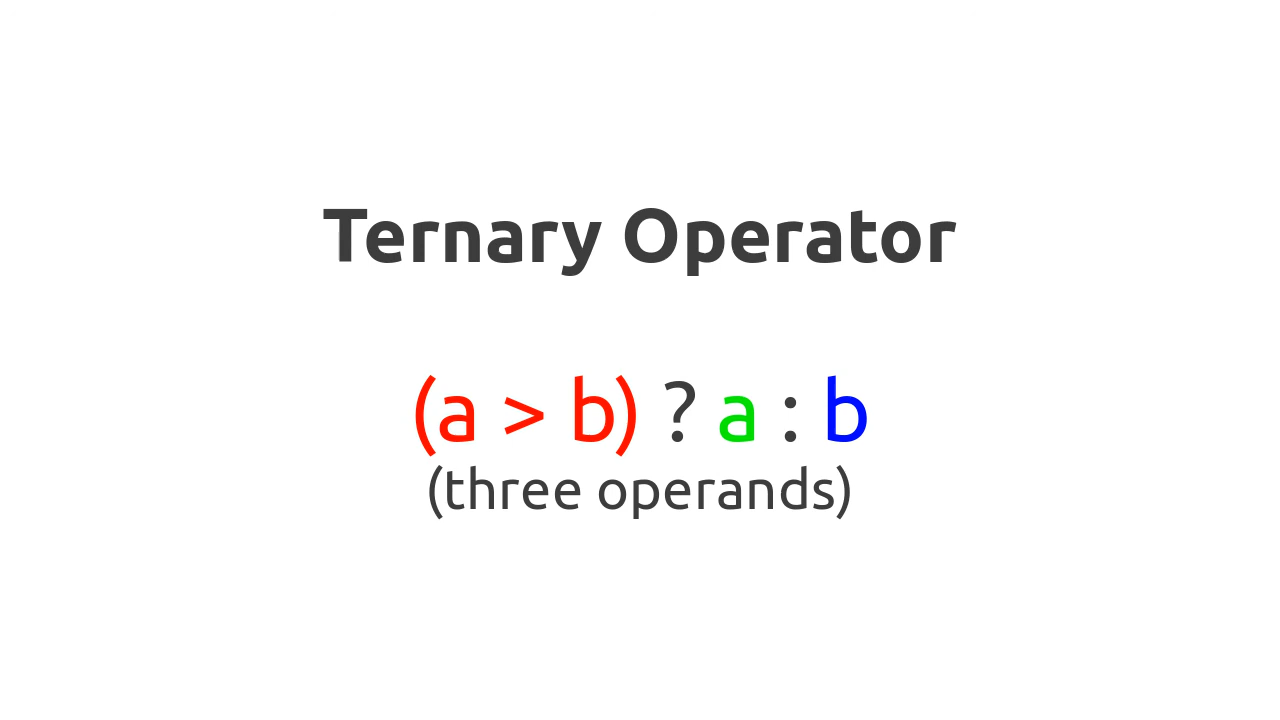 Ternary Operator
(a > b) ? a : b
(three operands)